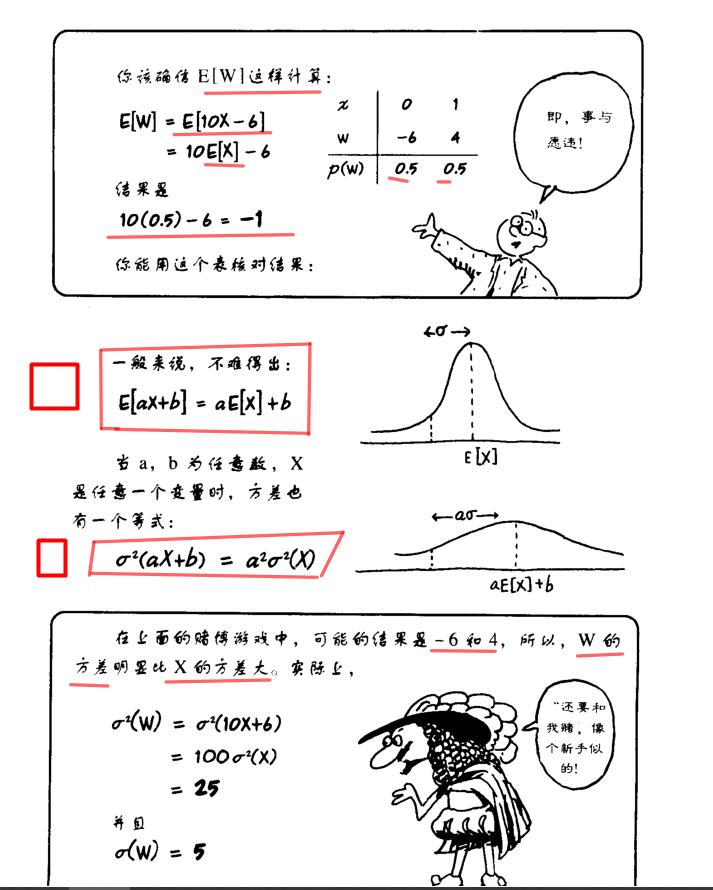 你该确信 E[W]这样计算:
E[W] = E[10X-6]
= 10E[X] - 6
x 0 1
w -6 4
p(w) 0.5 0.5
即，事与
愿违!
结果是
10(0.5) - 6 = -1
你能用这个表核对结果:
一般来说，不难得出:
E[aX+b] = aE[X]+b
←σ→
E[X]
当 a，b 为任意数，X
是任意一个变量时，方差也
有一个等式:
σ²(aX+b) = a²σ²(X)
←aσ→
aE[X]+b
在上面的赌博游戏中，可能的结果是 -6 和 4，所以，W 的
方差明显比 X 的方差大。实际上，
σ²(W) = σ²(10X+6)
= 100σ²(X)
= 25
并且
σ(W) = 5
“还要和
我赌，像
个新手似
的!